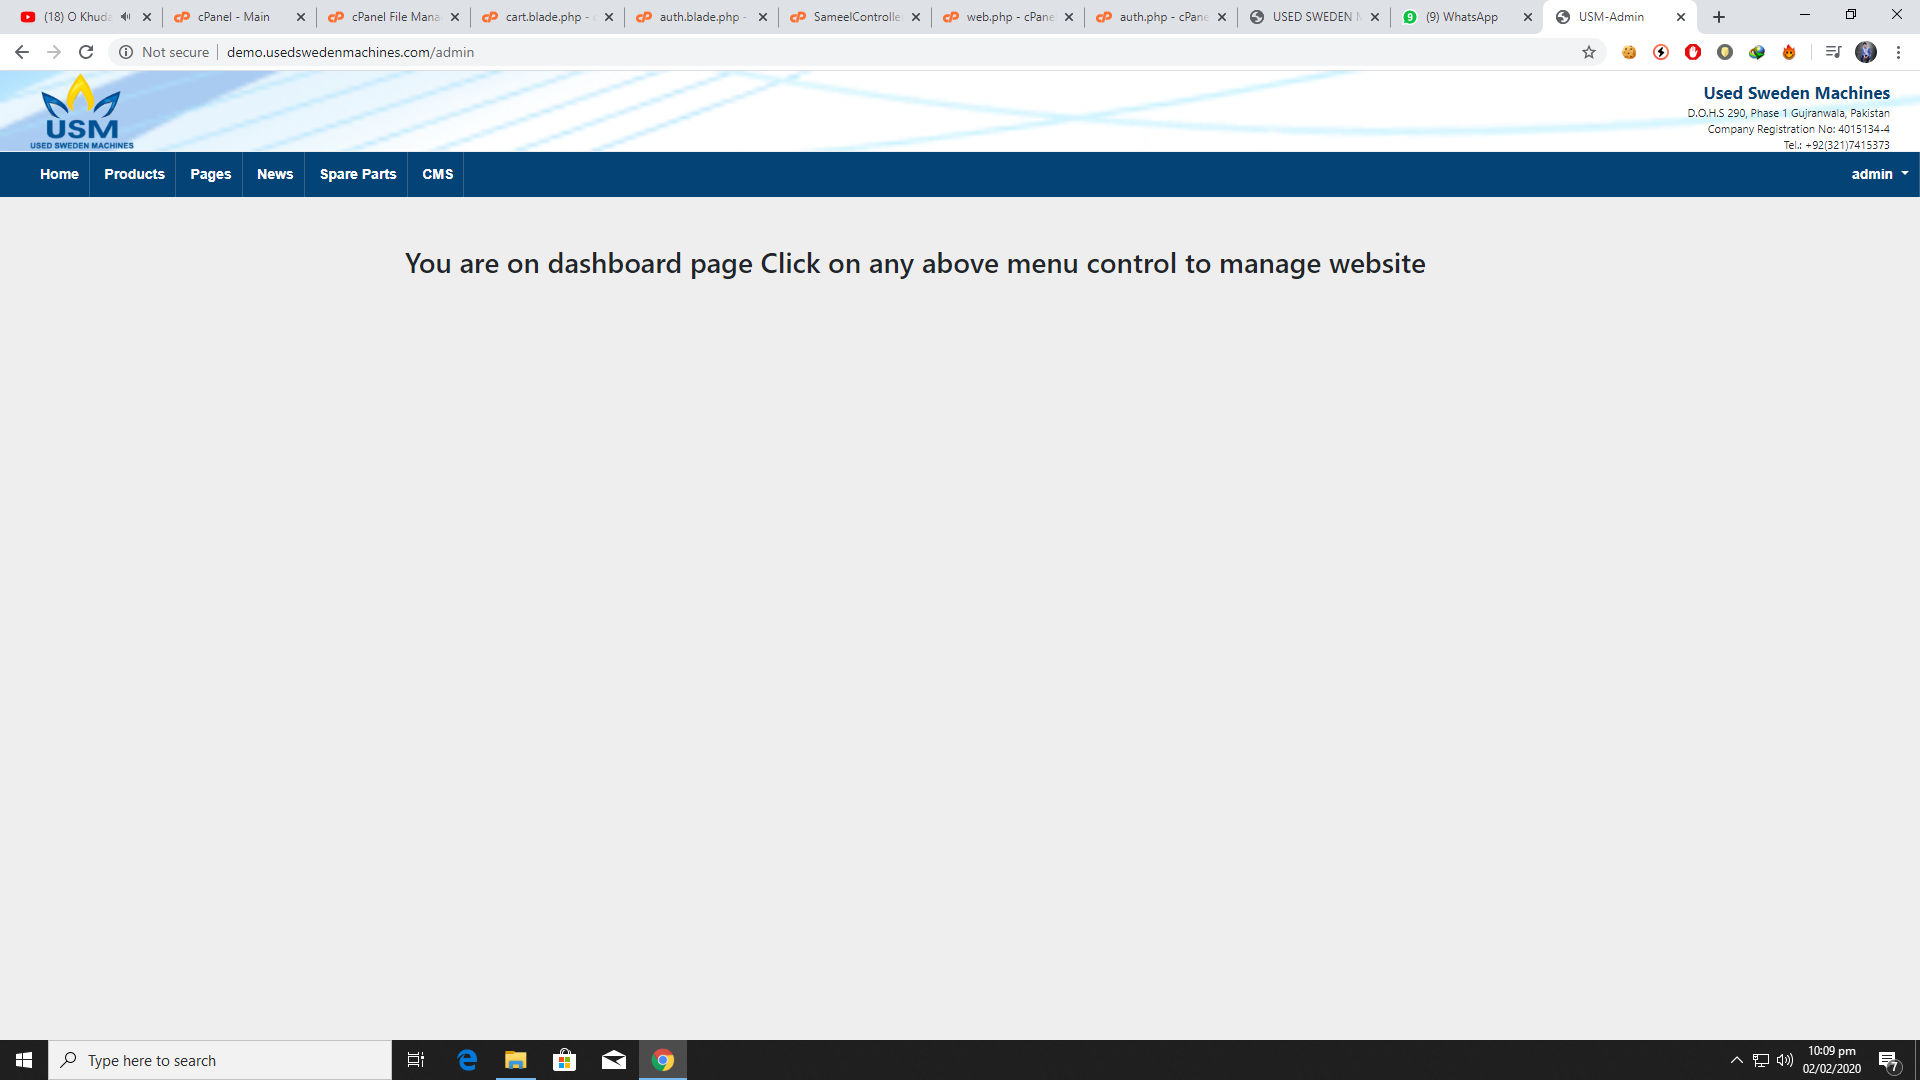 (18) O Khuda
cPanel - Main
cPanel File Mana
cart.blade.php - c
auth.blade.php -
SameelController
web.php - cPane
auth.php - cPane
USED SWEDEN M
(9) WhatsApp
USM-Admin
Not secure
demo.usedswedenmachines.com/admin
USM
USED SWEDEN MACHINES
Used Sweden Machines
D.O.H.S 290, Phase 1 Gujranwala, Pakistan
Company Registration No: 4015134-4
Tel.: +92(321)7415373
Home Products Pages News Spare Parts CMS admin
You are on dashboard page Click on any above menu control to manage website
Type here to search
10:09 pm
02/02/2020
7